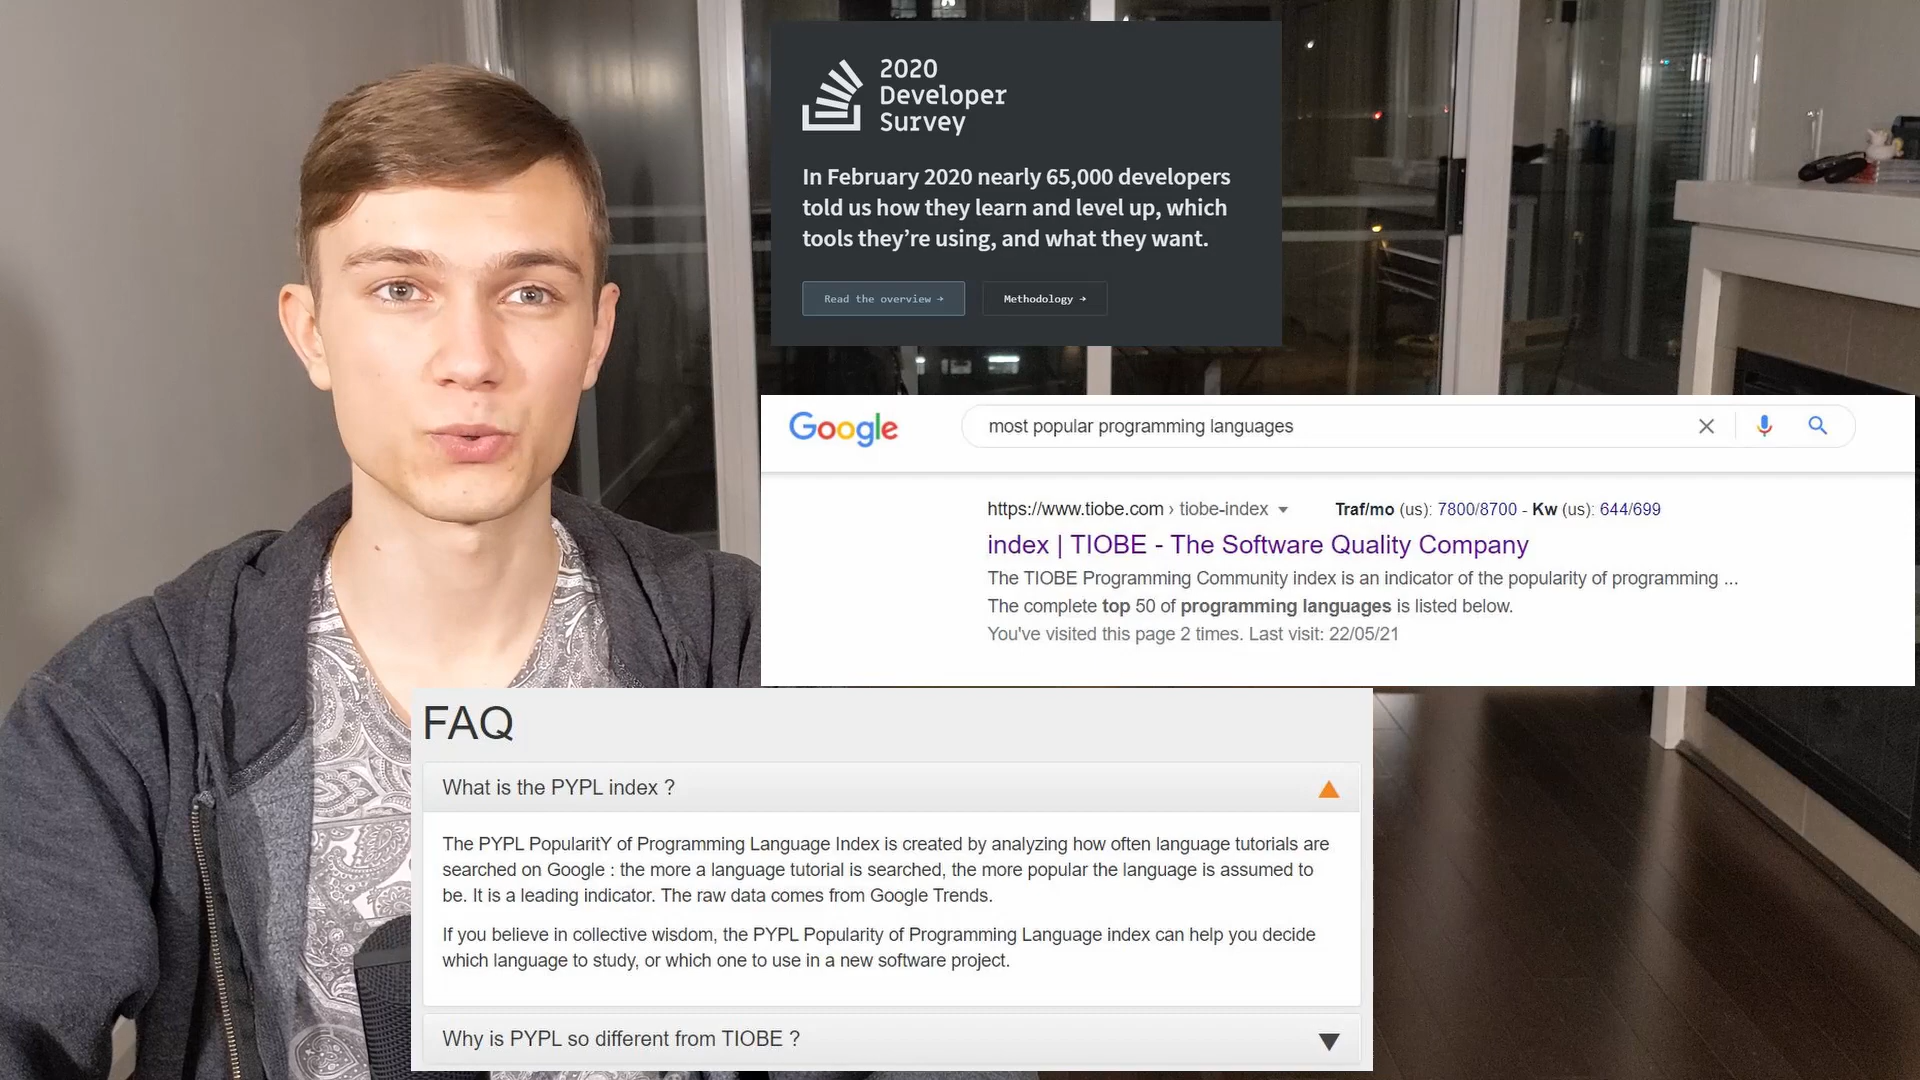 2020
Developer
Survey
In February 2020 nearly 65,000 developers
told us how they learn and level up, which
tools they’re using, and what they want.
Read the overview →
Methodology →
Google
most popular programming languages
https://www.tiobe.com › tiobe-index
Traf/mo (us): 7800/8700 - Kw (us): 644/699
index | TIOBE - The Software Quality Company
The TIOBE Programming Community index is an indicator of the popularity of programming ...
The complete top 50 of programming languages is listed below.
You've visited this page 2 times. Last visit: 22/05/21
FAQ
What is the PYPL index ?
The PYPL PopularitY of Programming Language Index is created by analyzing how often language tutorials are
searched on Google : the more a language tutorial is searched, the more popular the language is assumed to
be. It is a leading indicator. The raw data comes from Google Trends.
If you believe in collective wisdom, the PYPL Popularity of Programming Language index can help you decide
which language to study, or which one to use in a new software project.
Why is PYPL so different from TIOBE ?